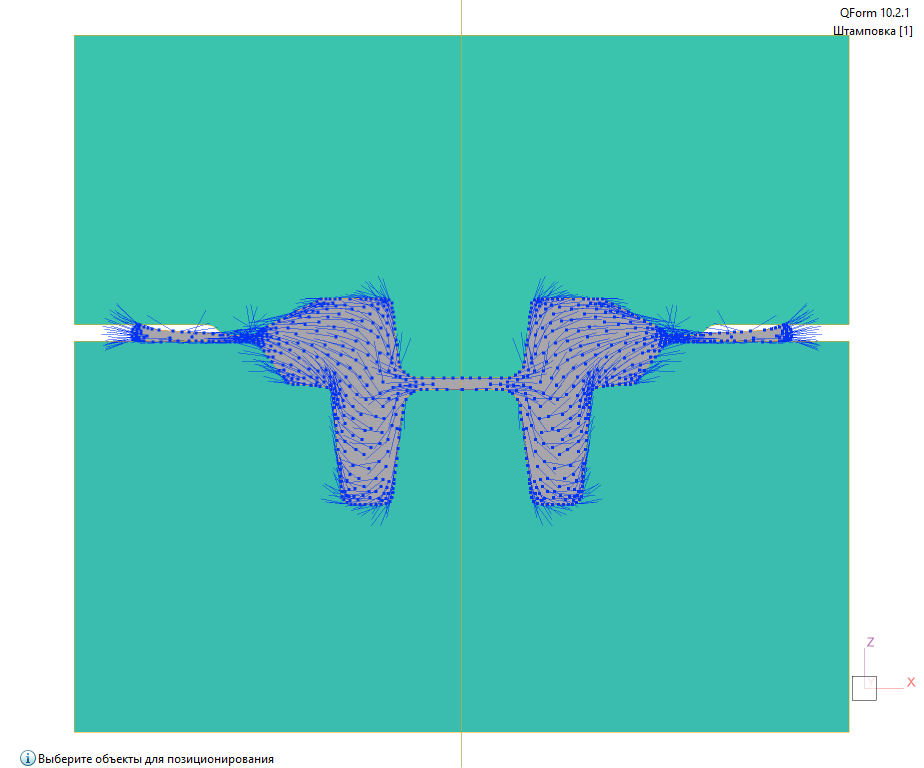 QForm 10.2.1
Штамповка [1]
Z
Y
X
Выберите объекты для позиционирования